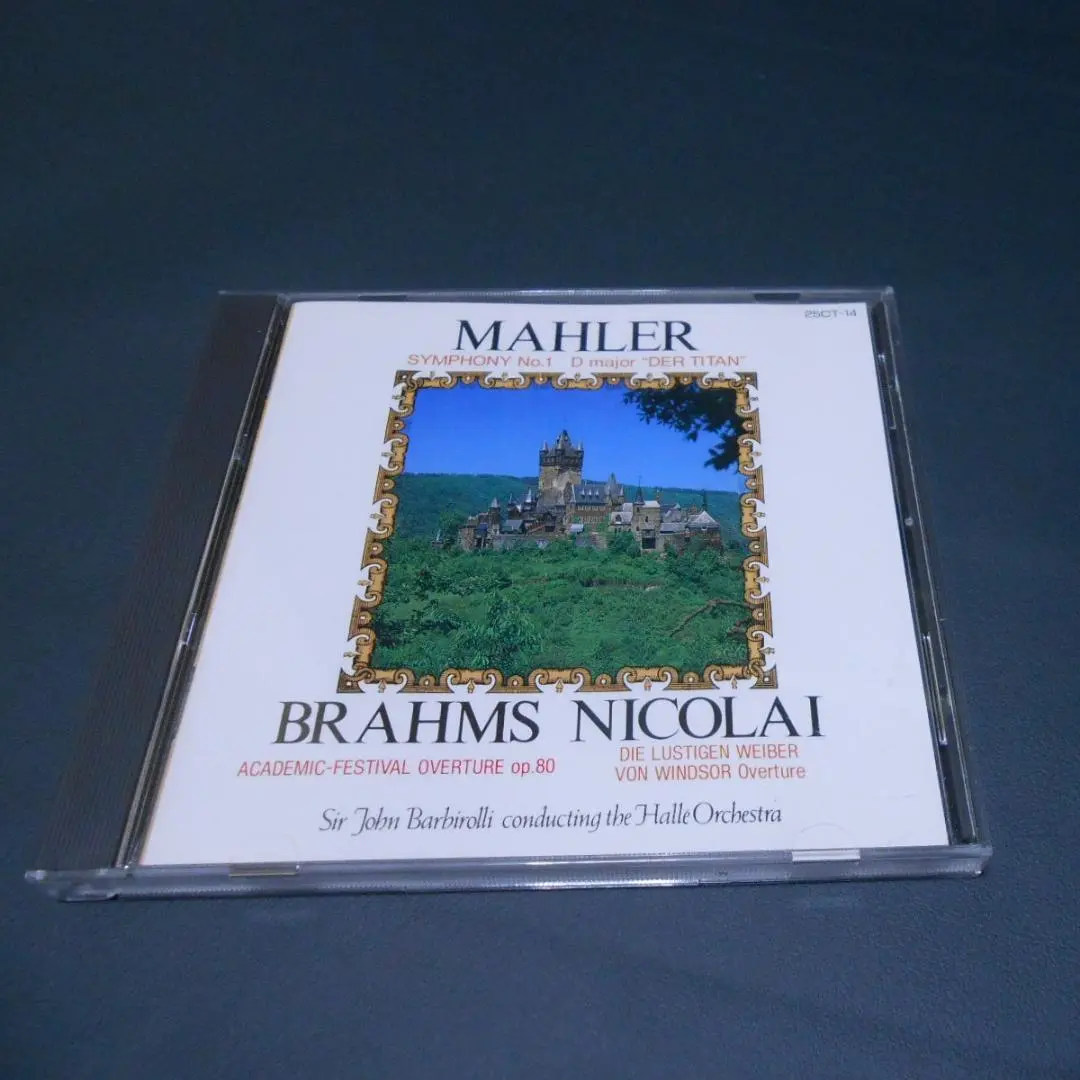 25CT-14
MAHLER
SYMPHONY No.1 D major "DER TITAN"
BRAHMS NICOLAI
ACADEMIC-FESTIVAL OVERTURE op.80
DIE LUSTIGEN WEIBER
VON WINDSOR Overture
Sir John Barbirolli conducting the Hallé Orchestra